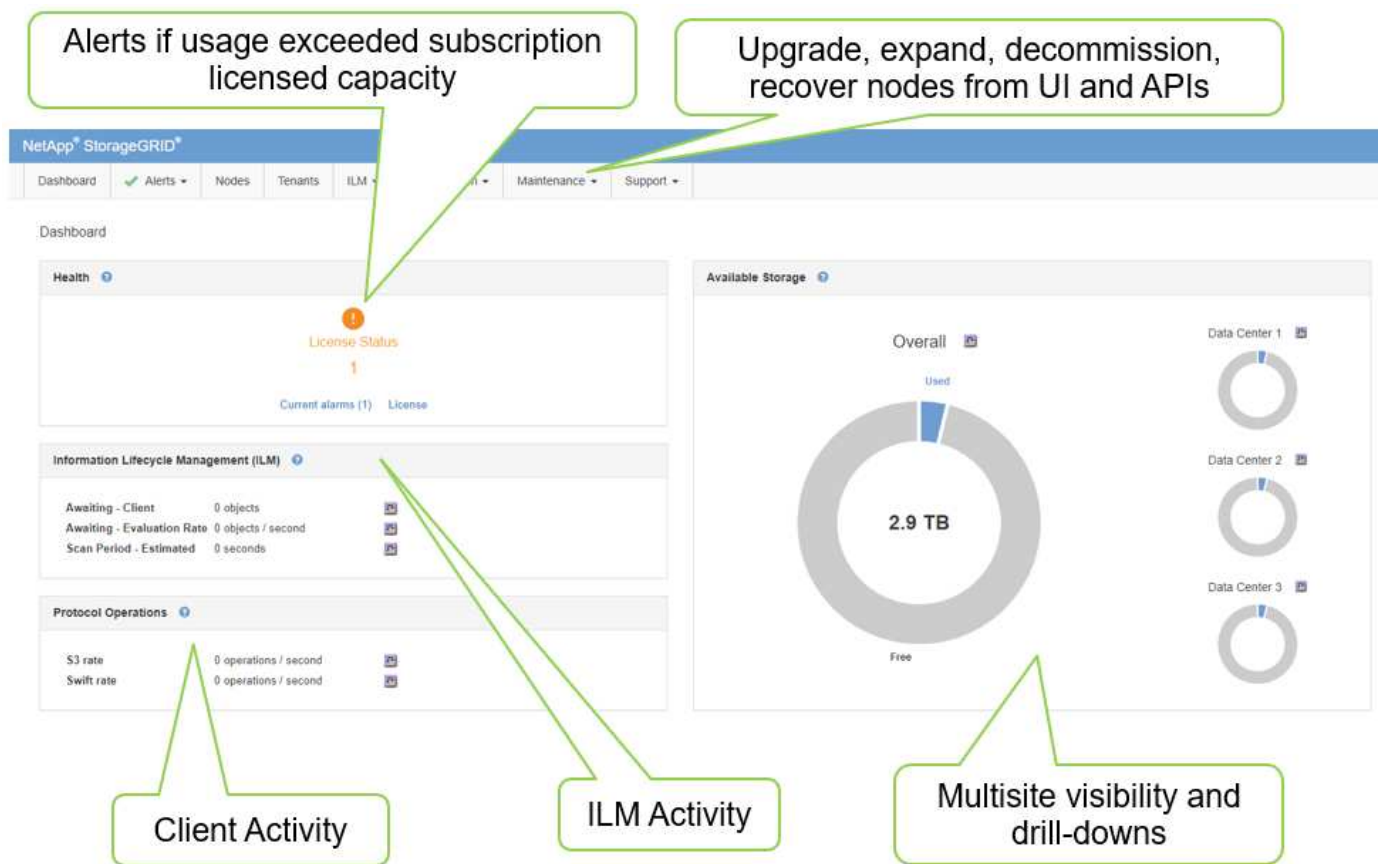 Alerts if usage exceeded subscription
licensed capacity
Upgrade, expand, decommission,
recover nodes from UI and APIs
NetApp® StorageGRID®
Dashboard
Alerts
Nodes
Tenants
ILM
Maintenance
Support
Dashboard
Health
License Status
1
Current alarms (1) License
Information Lifecycle Management (ILM)
Awaiting - Client 0 objects
Awaiting - Evaluation Rate 0 objects / second
Scan Period - Estimated 0 seconds
Protocol Operations
S3 rate 0 operations / second
Swift rate 0 operations / second
Available Storage
Overall
Used
2.9 TB
Free
Data Center 1
Data Center 2
Data Center 3
Client Activity
ILM Activity
Multisite visibility and
drill-downs